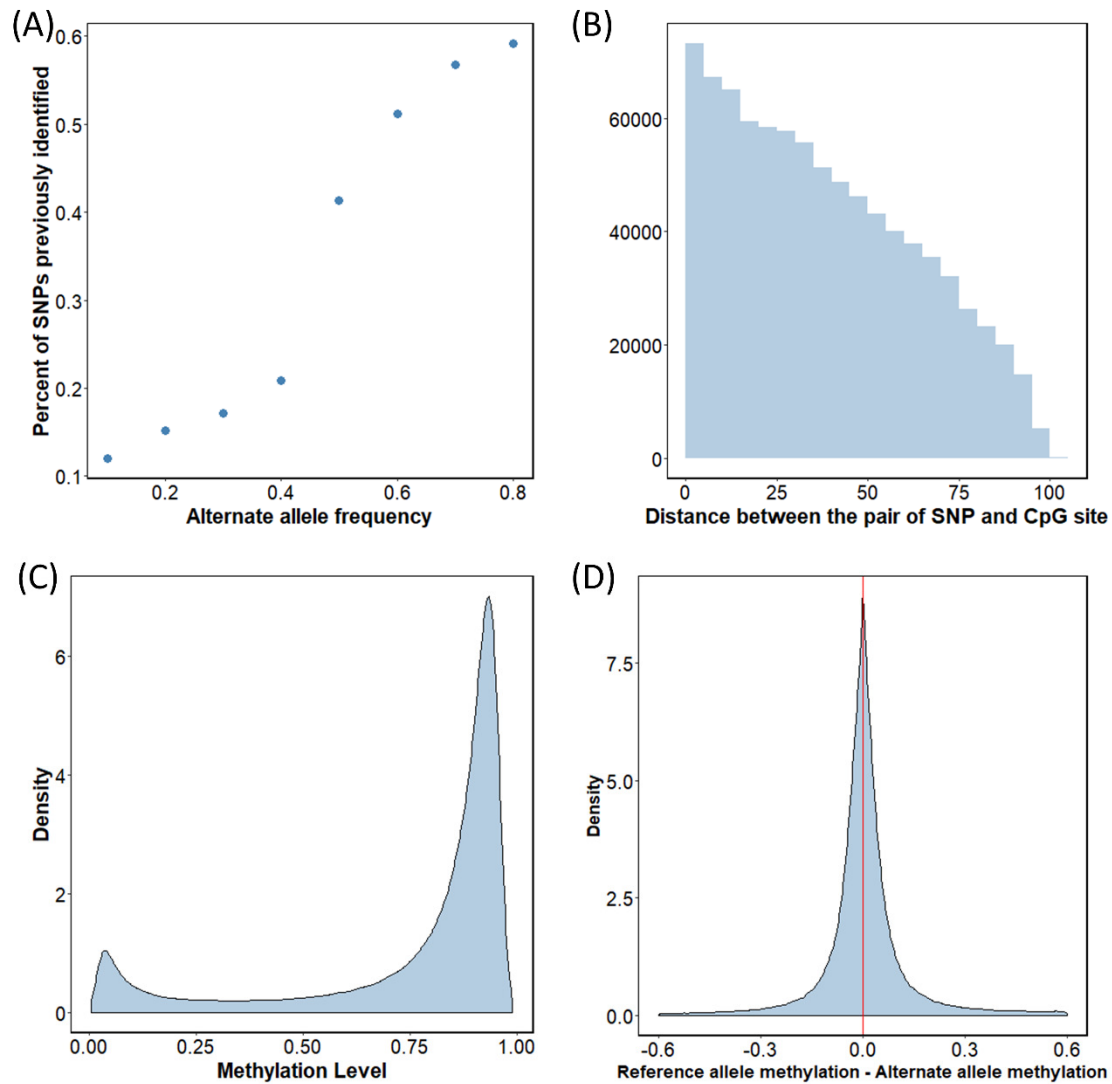 (A)
Percent of SNPs previously identified
0.6
0.5
0.4
0.3
0.2
0.1
0.2 0.4 0.6 0.8
Alternate allele frequency
(B)
60000
40000
20000
0
0 25 50 75 100
Distance between the pair of SNP and CpG site
(C)
Density
6
4
2
0
0.00 0.25 0.50 0.75 1.00
Methylation Level
(D)
Density
7.5
5.0
2.5
0.0
-0.6 -0.3 0.0 0.3 0.6
Reference allele methylation - Alternate allele methylation